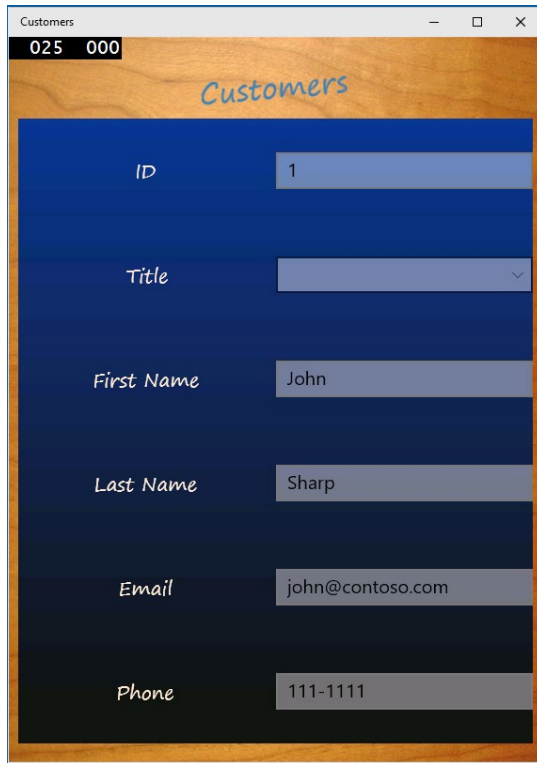 Customers
025 000
Customers
ID 1
Title
First Name John
Last Name Sharp
Email john@contoso.com
Phone 111-1111